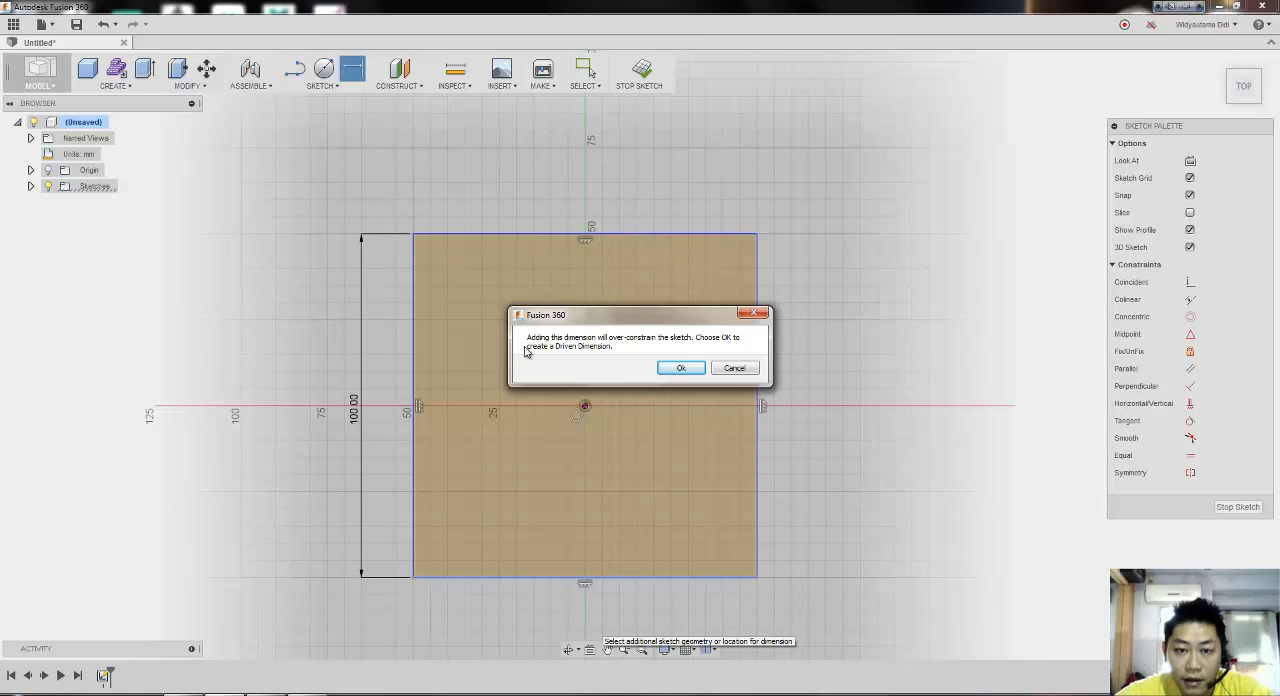 Autodesk Fusion 360
Widyautama Didi
Untitled*
MODEL
CREATE
MODIFY
ASSEMBLE
SKETCH
CONSTRUCT
INSPECT
INSERT
MAKE
SELECT
STOP SKETCH
BROWSER
(Unsaved)
Named Views
Units: mm
Origin
Sketches
TOP
SKETCH PALETTE
Options
Look At
Sketch Grid
Snap
Slice
Show Profile
3D Sketch
Constraints
Coincident
Colinear
Concentric
Midpoint
Fix/UnFix
Parallel
Perpendicular
Horizontal/Vertical
Tangent
Smooth
Equal
Symmetry
Stop Sketch
75
50
125
100
75
50
25
100.00
Fusion 360
Adding this dimension will over-constrain the sketch. Choose OK to
create a Driven Dimension.
Ok
Cancel
Select additional sketch geometry or location for dimension
ACTIVITY